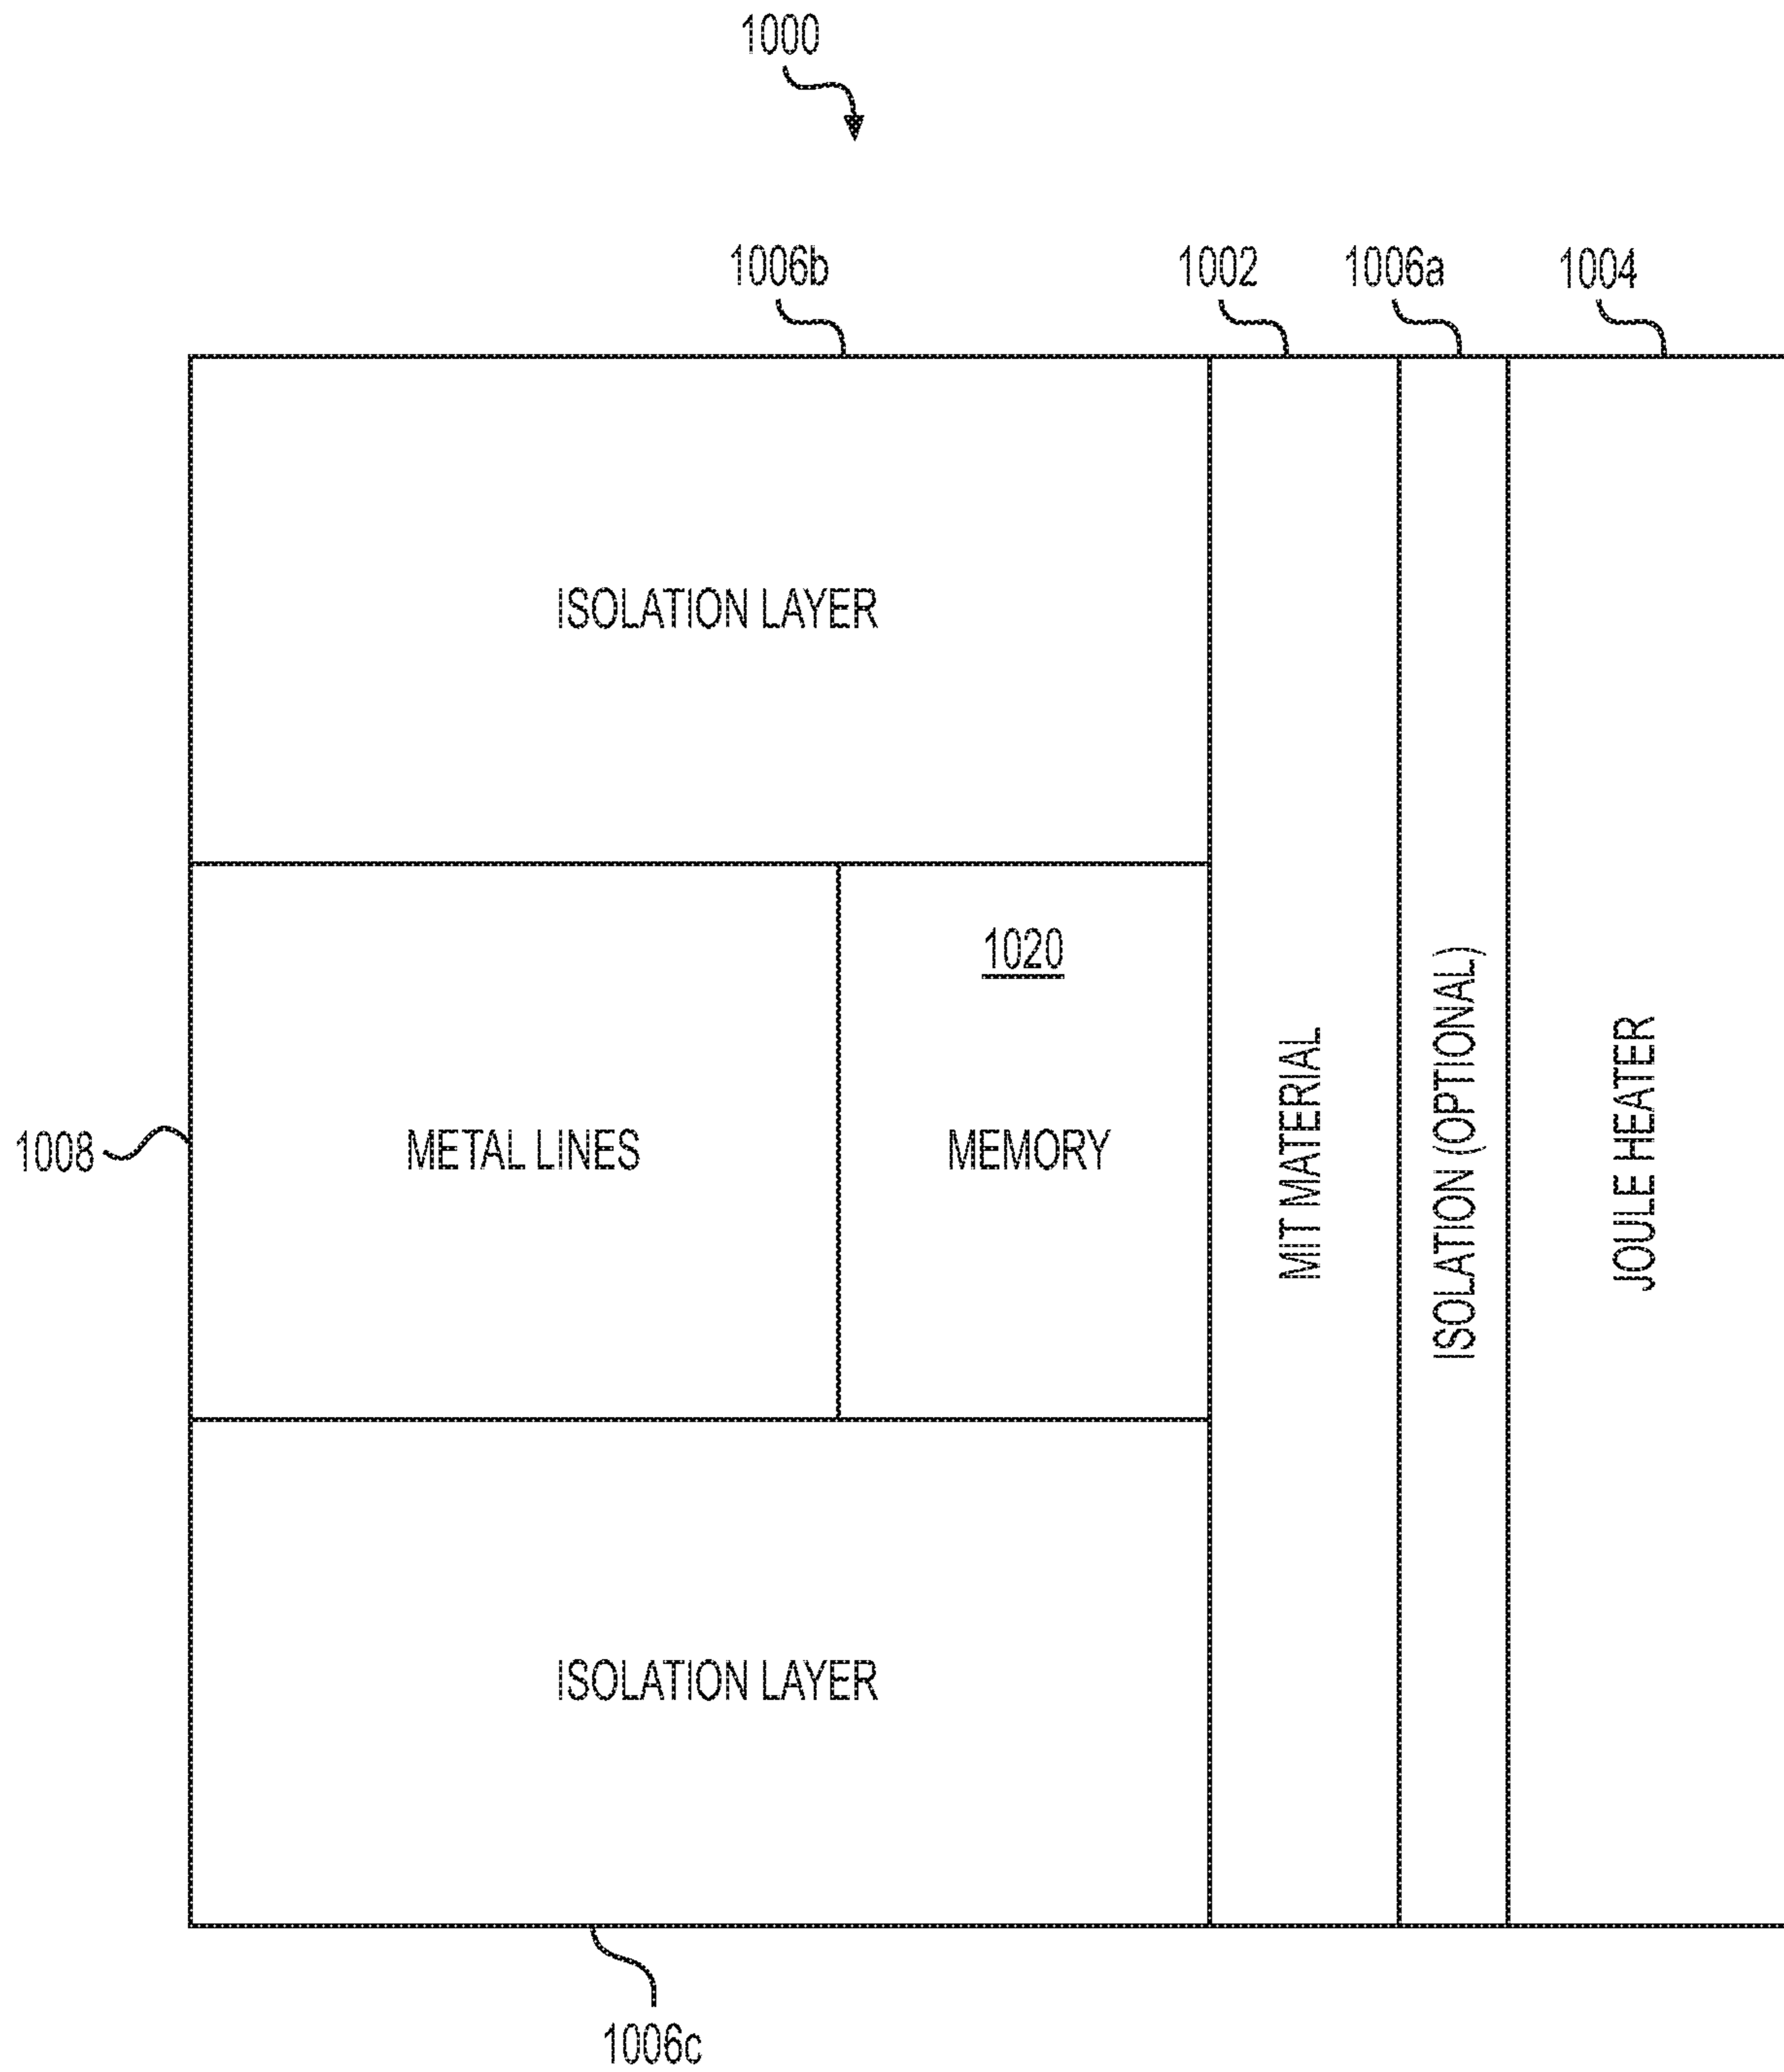 1000
1006b
1002
1006a
1004
ISOLATION LAYER
1020
METAL LINES
MEMORY
MIT MATERIAL
ISOLATION (OPTIONAL)
JOULE HEATER
1008
ISOLATION LAYER
1006c